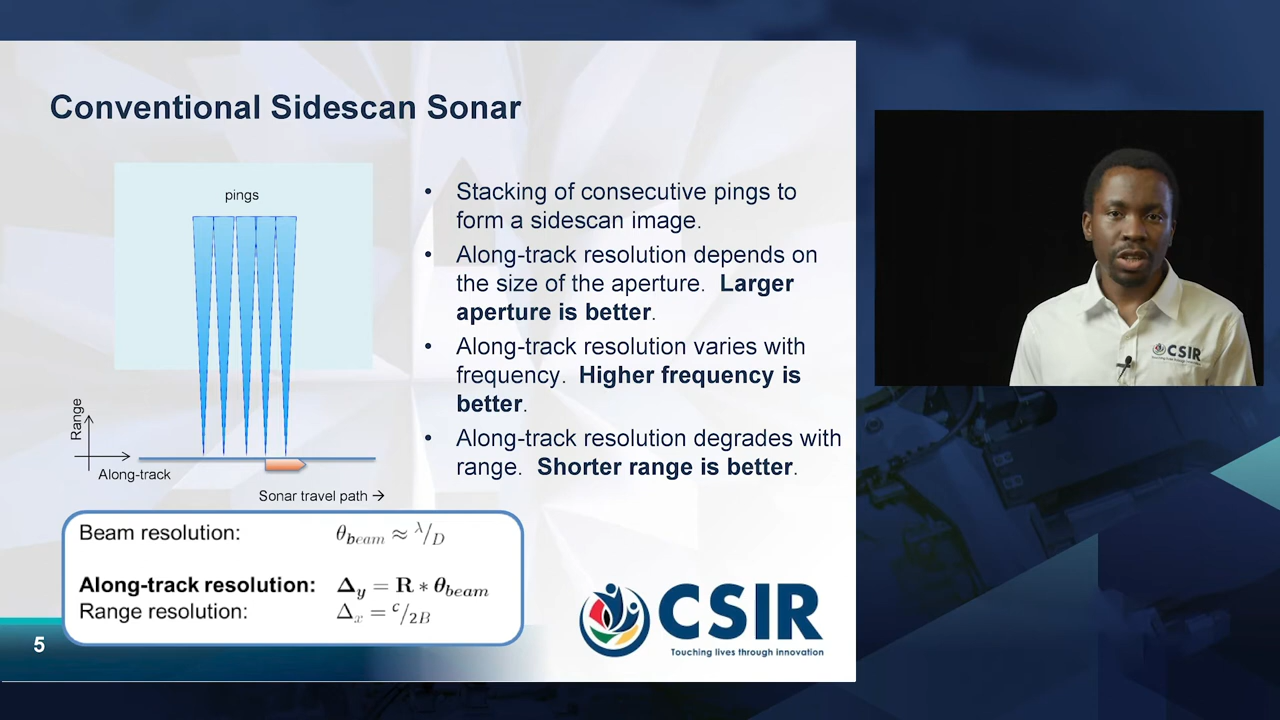 Conventional Sidescan Sonar
pings
Range
Along-track
Sonar travel path →
• Stacking of consecutive pings to
form a sidescan image.
• Along-track resolution depends on
the size of the aperture. Larger
aperture is better.
• Along-track resolution varies with
frequency. Higher frequency is
better.
• Along-track resolution degrades with
range. Shorter range is better.
Beam resolution: θbeam ≈ λ/D
Along-track resolution: Δy = R * θbeam
Range resolution: Δx = c/2B
5
CSIR
Touching lives through innovation
CSIR